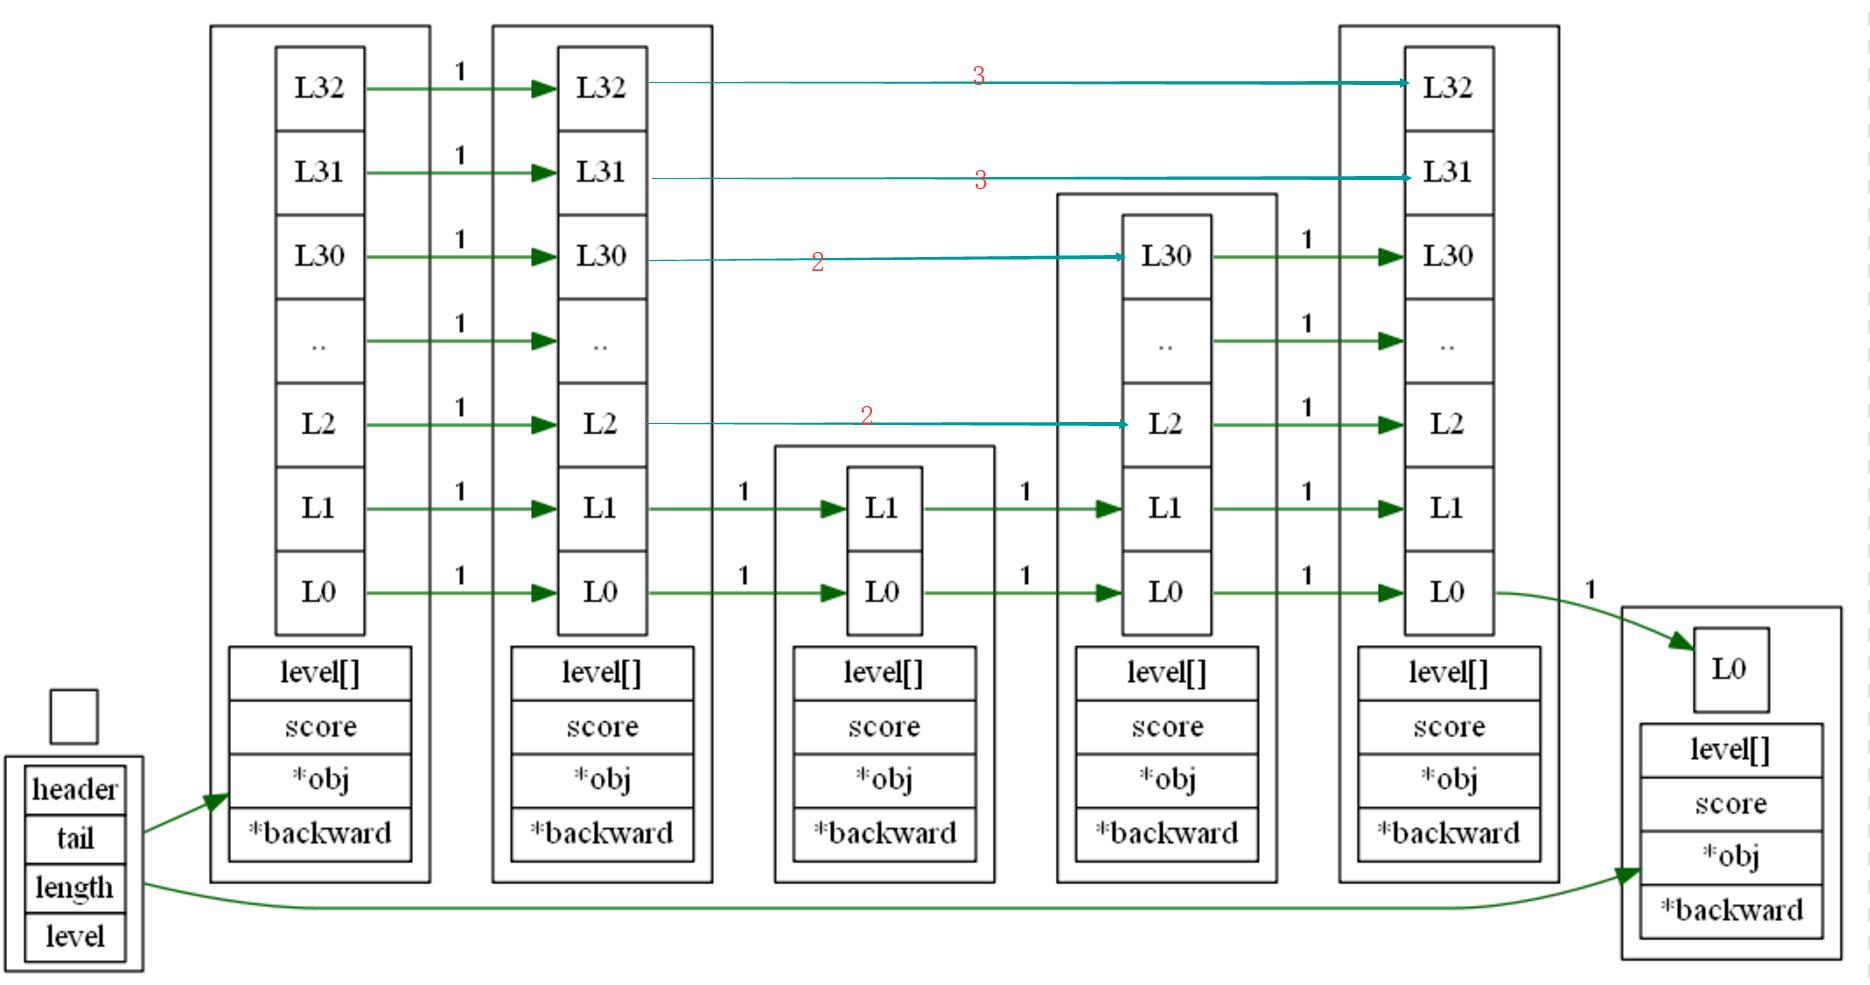 L32 1 L32 3 L32
L31 1 L31 3 L31
L30 1 L30 2 L30 1 L30
.. 1 .. .. 1 ..
L2 1 L2 2 L2 1 L2
L1 1 L1 1 L1 1 L1 1 L1
L0 1 L0 1 L0 1 L0 1 L0 1 L0
level[]
score
*obj
*backward
level[]
score
*obj
*backward
level[]
score
*obj
*backward
level[]
score
*obj
*backward
level[]
score
*obj
*backward
level[]
score
*obj
*backward
header
tail
length
level